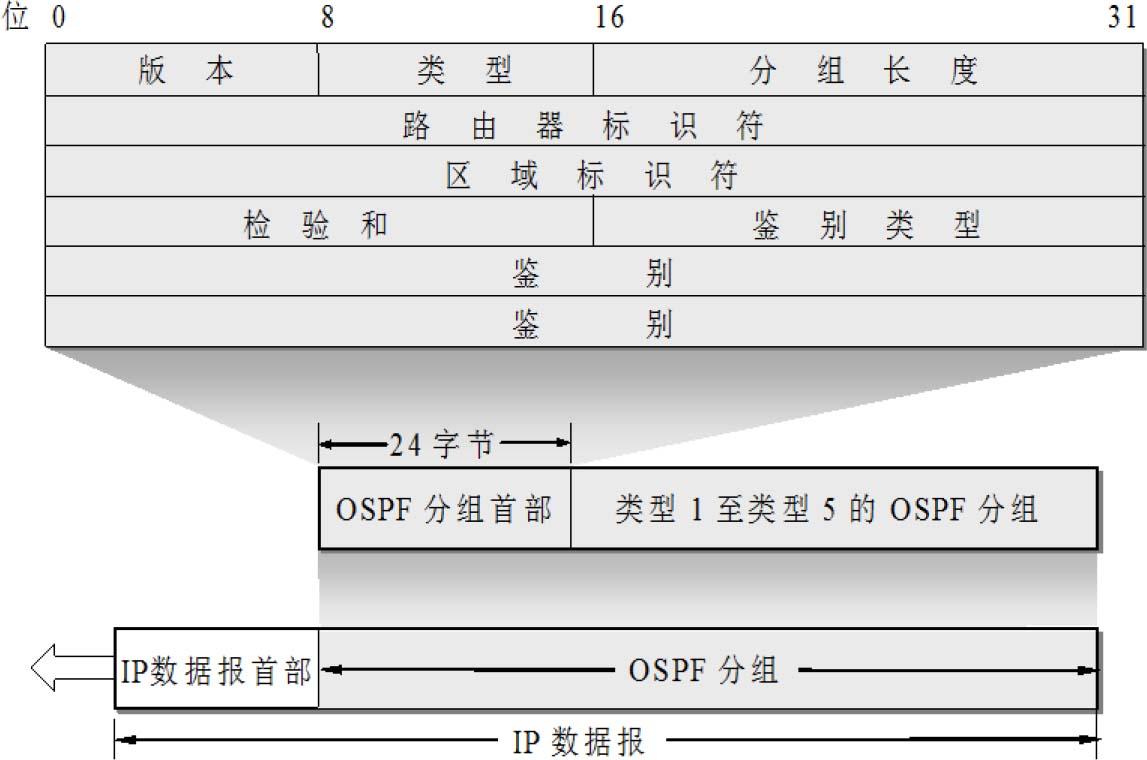 位 0 8 16 31
版 本 类 型 分 组 长 度
路 由 器 标 识 符
区 域 标 识 符
检 验 和 鉴 别 类 型
鉴 别
鉴 别
24 字节
OSPF 分组首部 类型 1 至类型 5 的 OSPF 分组
IP数据报首部 OSPF 分组
IP 数据报